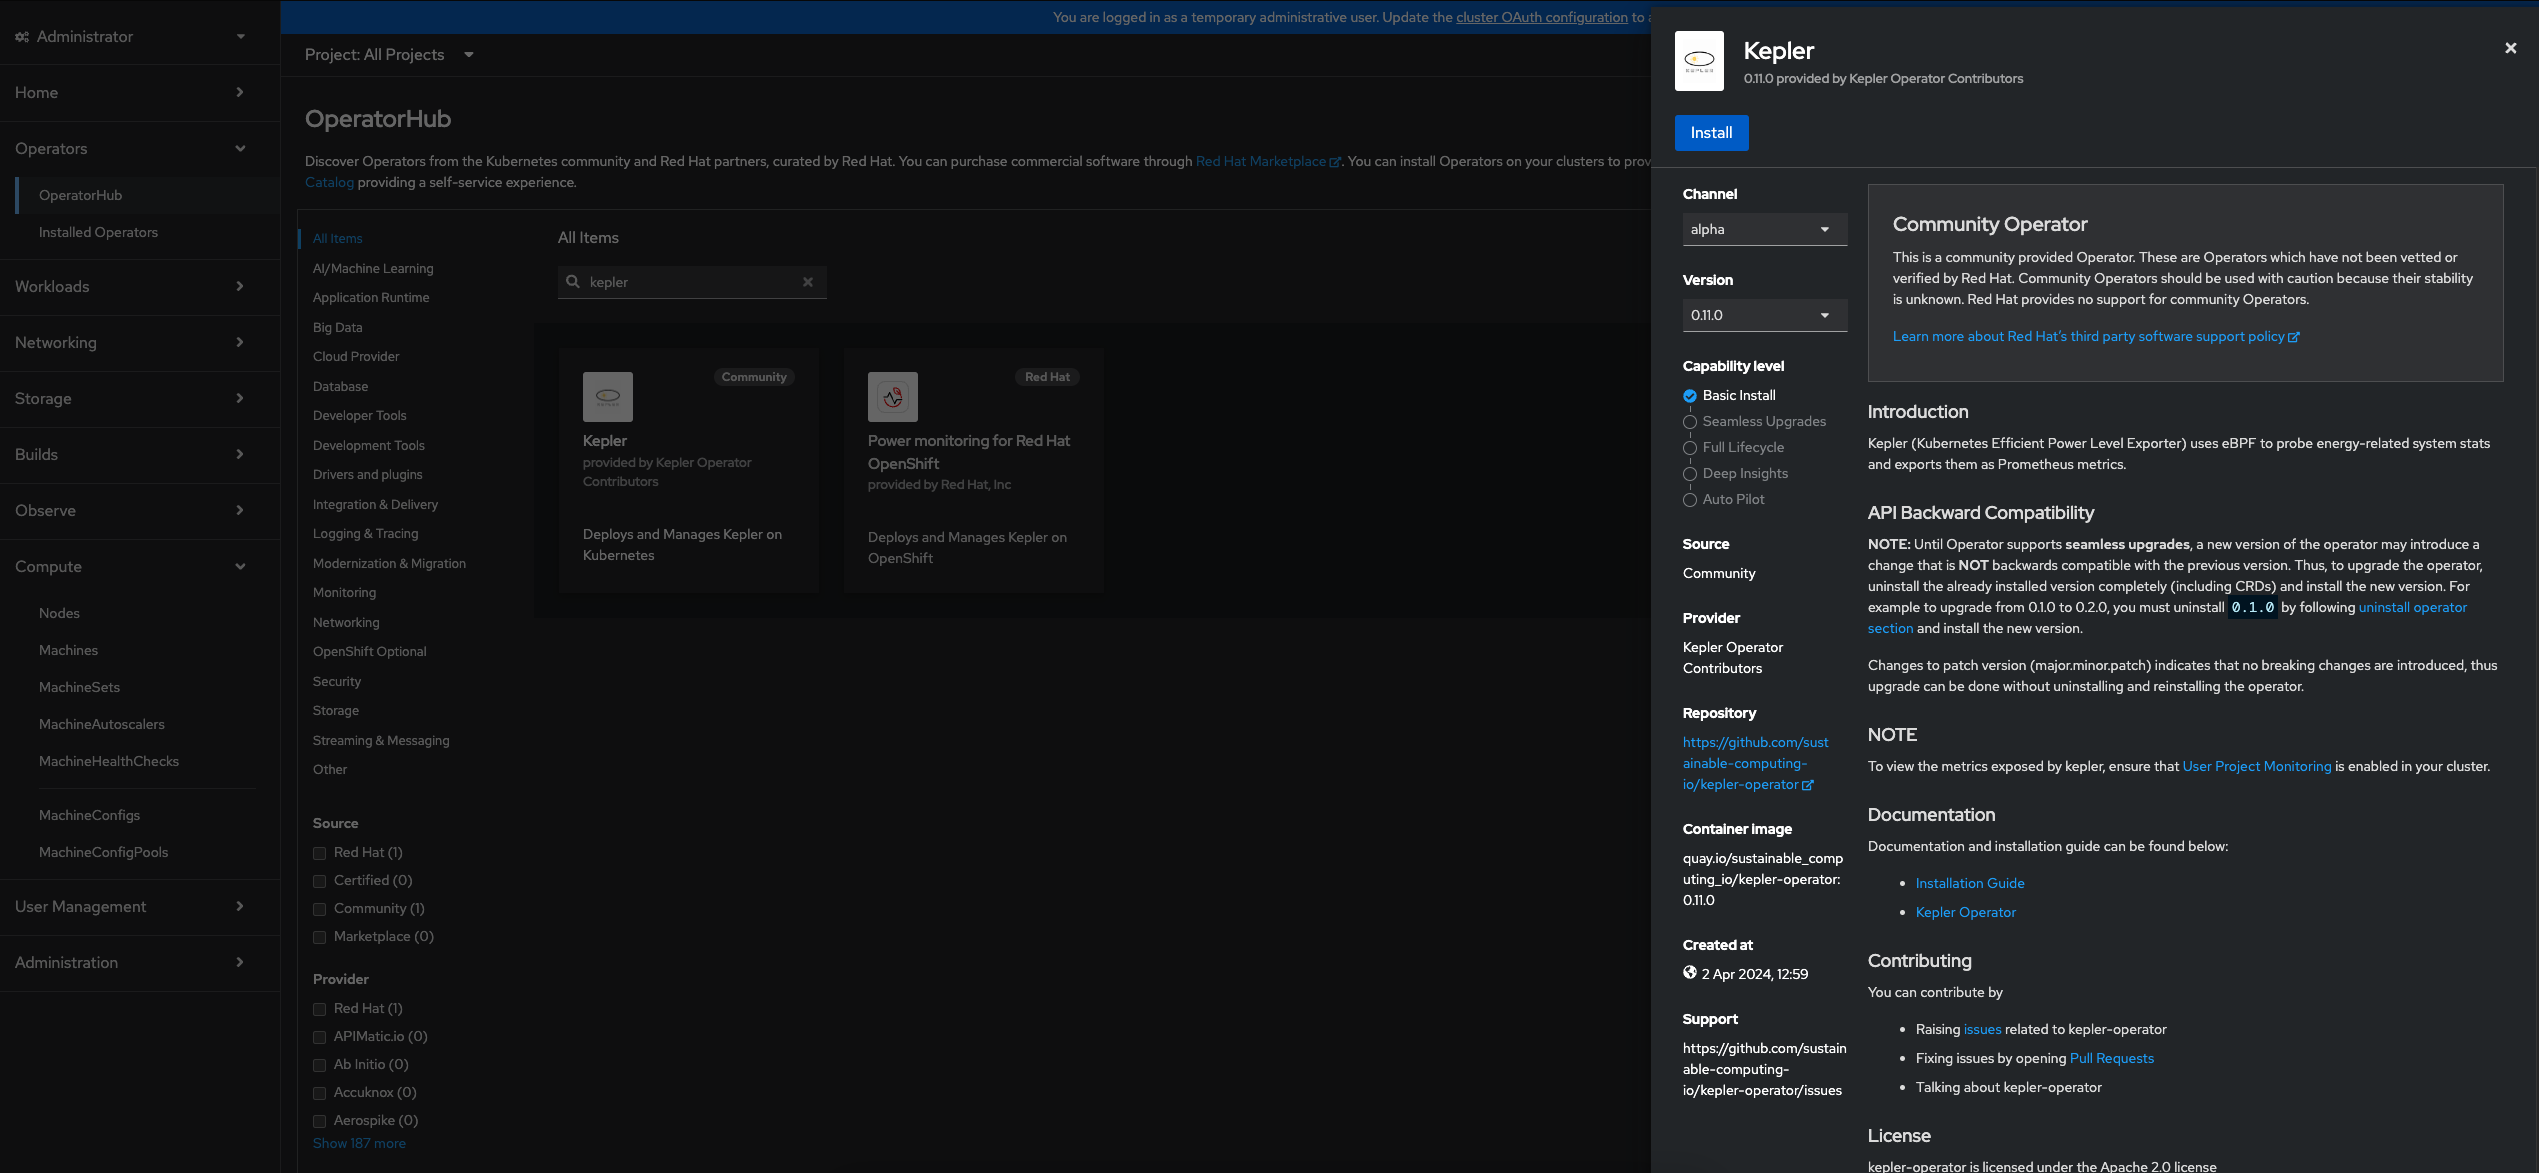 You are logged in as a temporary administrative user. Update the cluster OAuth configuration to a
Administrator
Home
Operators
OperatorHub
Installed Operators
Workloads
Networking
Storage
Builds
Observe
Compute
Nodes
Machines
MachineSets
MachineAutoscalers
MachineHealthChecks
MachineConfigs
MachineConfigPools
User Management
Administration
Project: All Projects
OperatorHub
Discover Operators from the Kubernetes community and Red Hat partners, curated by Red Hat. You can purchase commercial software through Red Hat Marketplace. You can install Operators on your clusters to prov
Catalog providing a self-service experience.
All Items
AI/Machine Learning
Application Runtime
Big Data
Cloud Provider
Database
Developer Tools
Development Tools
Drivers and plugins
Integration & Delivery
Logging & Tracing
Modernization & Migration
Monitoring
Networking
OpenShift Optional
Security
Storage
Streaming & Messaging
Other
Source
Red Hat (1)
Certified (0)
Community (1)
Marketplace (0)
Provider
Red Hat (1)
APIMatic.io (0)
Ab Initio (0)
Accuknox (0)
Aerospike (0)
Show 187 more
All Items
kepler
Community
Kepler
provided by Kepler Operator
Contributors
Deploys and Manages Kepler on
Kubernetes
Red Hat
Power monitoring for Red Hat
OpenShift
provided by Red Hat, Inc
Deploys and Manages Kepler on
OpenShift
KEPLER
Kepler
0.11.0 provided by Kepler Operator Contributors
Install
Channel
alpha
Version
0.11.0
Capability level
Basic Install
Seamless Upgrades
Full Lifecycle
Deep Insights
Auto Pilot
Source
Community
Provider
Kepler Operator
Contributors
Repository
https://github.com/sust
ainable-computing-
io/kepler-operator
Container image
quay.io/sustainable_comp
uting_io/kepler-operator:
0.11.0
Created at
2 Apr 2024, 12:59
Support
https://github.com/sustain
able-computing-
io/kepler-operator/issues
Community Operator
This is a community provided Operator. These are Operators which have not been vetted or
verified by Red Hat. Community Operators should be used with caution because their stability
is unknown. Red Hat provides no support for community Operators.
Learn more about Red Hat's third party software support policy
Introduction
Kepler (Kubernetes Efficient Power Level Exporter) uses eBPF to probe energy-related system stats
and exports them as Prometheus metrics.
API Backward Compatibility
NOTE: Until Operator supports seamless upgrades, a new version of the operator may introduce a
change that is NOT backwards compatible with the previous version. Thus, to upgrade the operator,
uninstall the already installed version completely (including CRDs) and install the new version. For
example to upgrade from 0.1.0 to 0.2.0, you must uninstall 0.1.0 by following uninstall operator
section and install the new version.
Changes to patch version (major.minor.patch) indicates that no breaking changes are introduced, thus
upgrade can be done without uninstalling and reinstalling the operator.
NOTE
To view the metrics exposed by kepler, ensure that User Project Monitoring is enabled in your cluster.
Documentation
Documentation and installation guide can be found below:
Installation Guide
Kepler Operator
Contributing
You can contribute by
Raising issues related to kepler-operator
Fixing issues by opening Pull Requests
Talking about kepler-operator
License
kepler-operator is licensed under the Apache 2.0 license